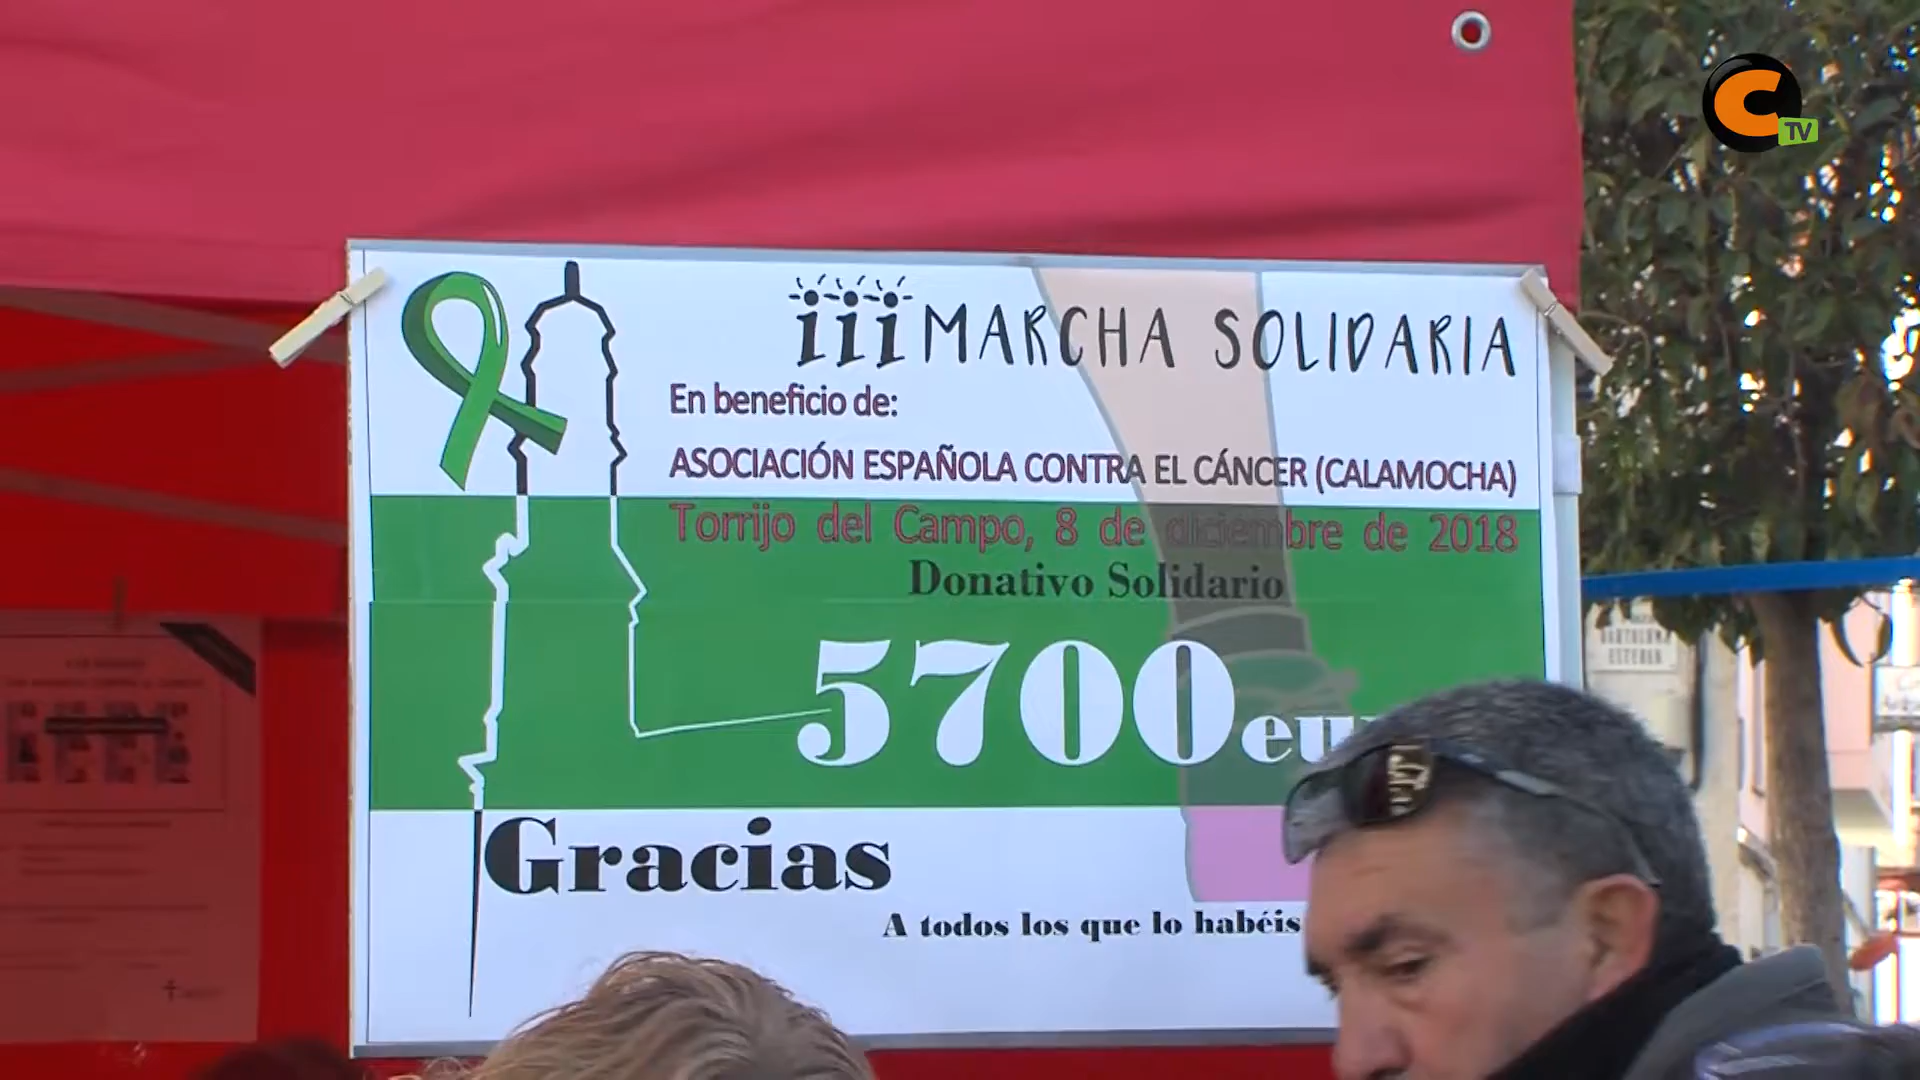 C TV
iii MARCHA SOLIDARIA
En beneficio de:
ASOCIACIÓN ESPAÑOLA CONTRA EL CÁNCER (CALAMOCHA)
Torrijo del Campo, 8 de diciembre de 2018
Donativo Solidario
5700 eu
Gracias
A todos los que lo habéis